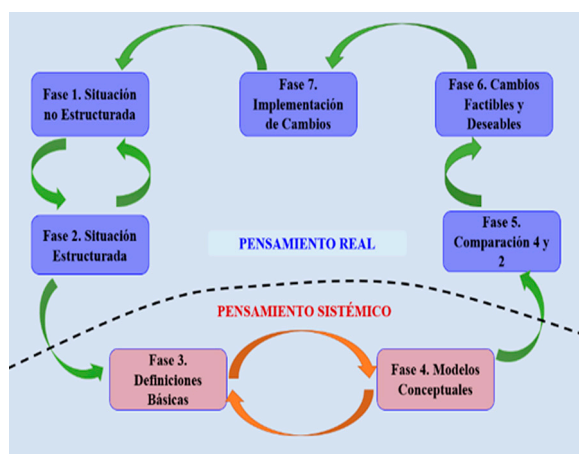 Fase 1. Situación
no Estructurada
Fase 7.
Implementación
de Cambios
Fase 6. Cambios
Factibles y
Deseables
Fase 2. Situación
Estructurada
PENSAMIENTO REAL
Fase 5.
Comparación 4 y
2
PENSAMIENTO SISTÉMICO
Fase 3.
Definiciones
Básicas
Fase 4. Modelos
Conceptuales